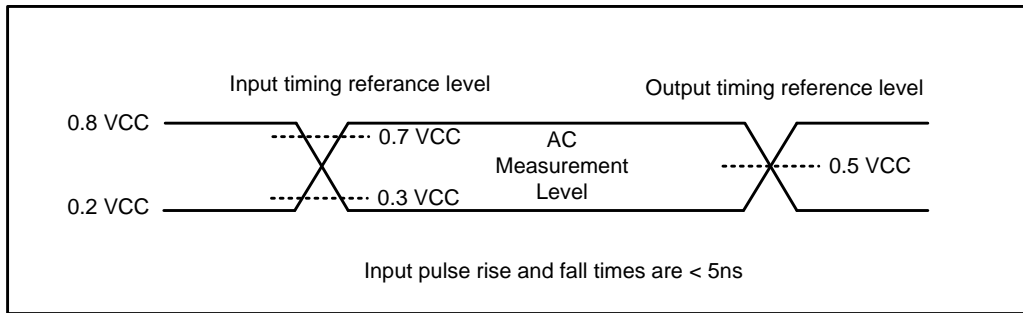 Input timing referance level
Output timing reference level
0.8 VCC
0.7 VCC
AC
Measurement
Level
0.5 VCC
0.2 VCC
0.3 VCC
Input pulse rise and fall times are < 5ns